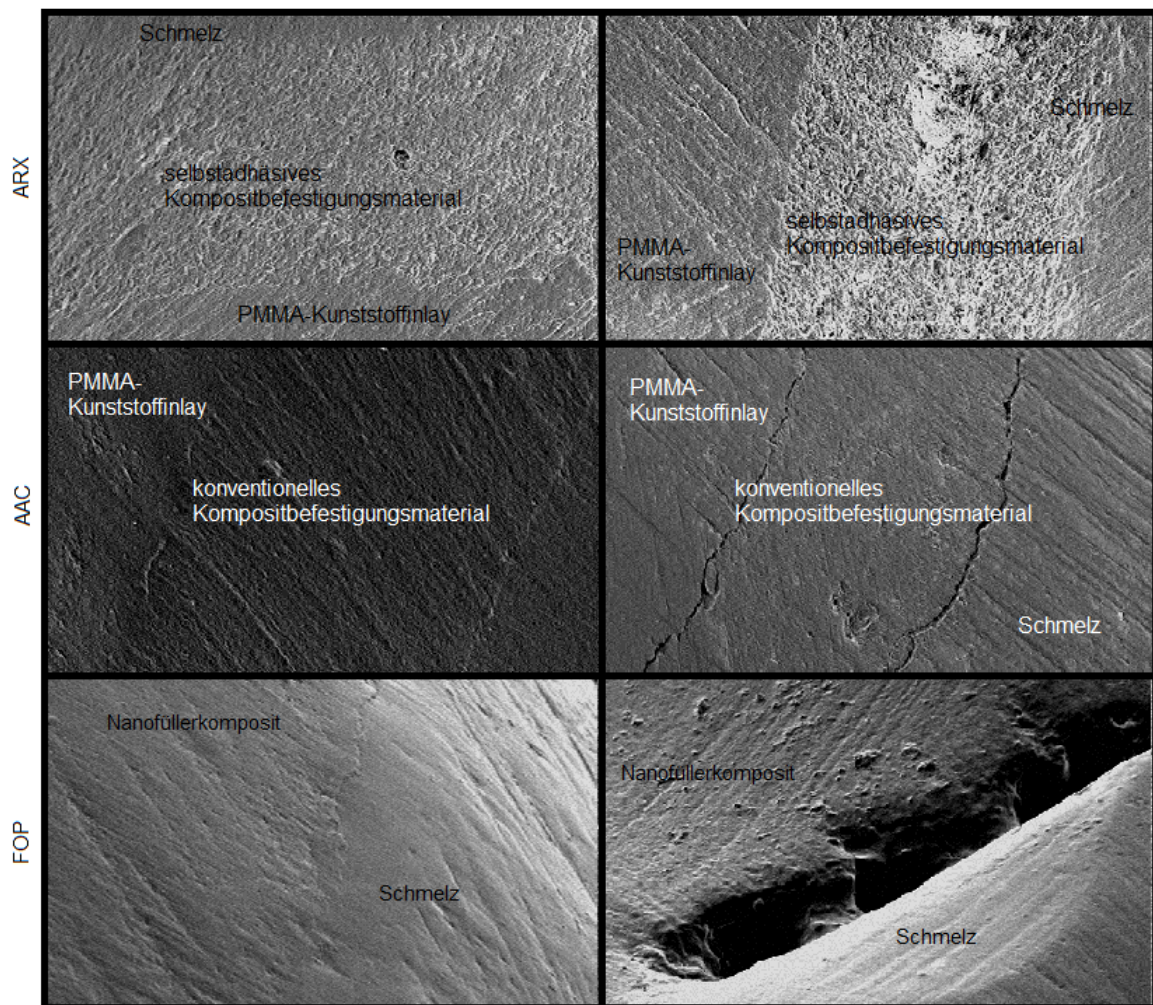 ARX
Schmelz
selbstadhäsives
Kompositbefestigungsmaterial
PMMA-Kunststoffinlay
Schmelz
selbstadhäsives
Kompositbefestigungsmaterial
PMMA-
Kunststoffinlay
AAC
PMMA-
Kunststoffinlay
konventionelles
Kompositbefestigungsmaterial
PMMA-
Kunststoffinlay
konventionelles
Kompositbefestigungsmaterial
Schmelz
FOP
Nanofüllerkomposit
Schmelz
Nanofüllerkomposit
Schmelz